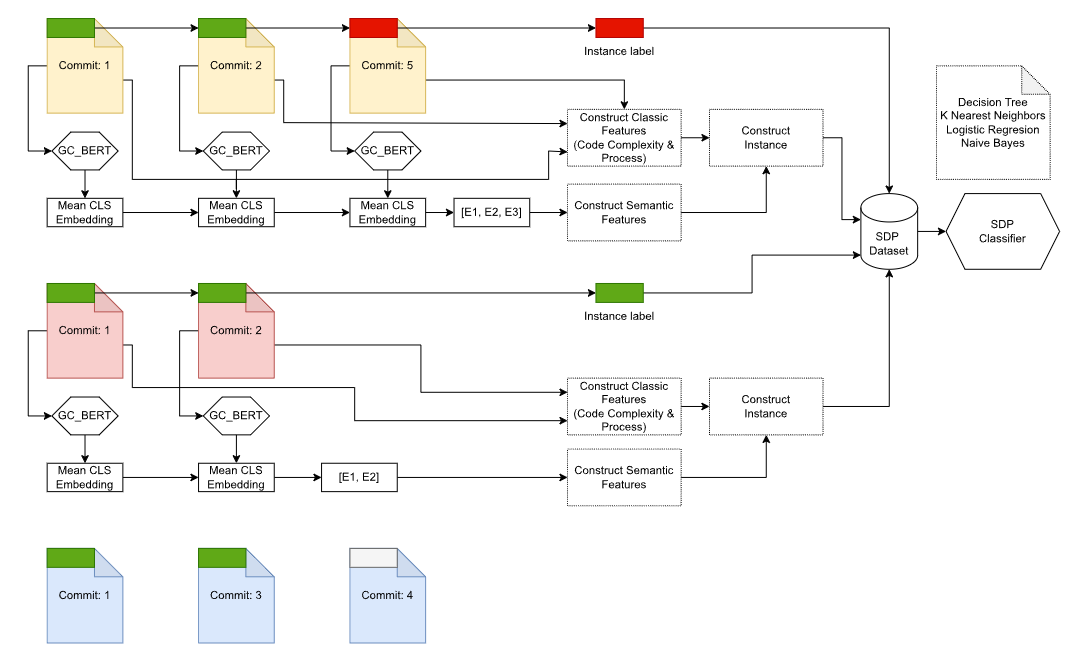 Commit: 1
Commit: 2
Commit: 5
Instance label
GC_BERT
GC_BERT
GC_BERT
Construct Classic
Features
(Code Complexity &
Process)
Construct
Instance
Decision Tree
K Nearest Neighbors
Logistic Regresion
Naive Bayes
Mean CLS
Embedding
Mean CLS
Embedding
Mean CLS
Embedding
[E1, E2, E3]
Construct Semantic
Features
SDP
Dataset
SDP
Classifier
Commit: 1
Commit: 2
Instance label
GC_BERT
GC_BERT
Construct Classic
Features
(Code Complexity &
Process)
Construct
Instance
Mean CLS
Embedding
Mean CLS
Embedding
[E1, E2]
Construct Semantic
Features
Commit: 1
Commit: 3
Commit: 4